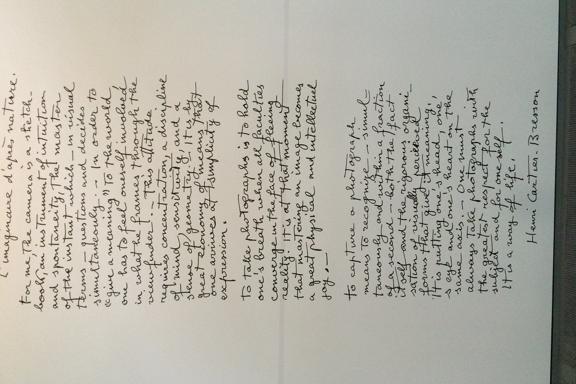 L'imaginaire d'après nature.
For me, The camera is a sketch-
book, an instrument of intuition
and spontaneity, The master
of the instant which _ in visual
Terms _ questions and decides
simultaneously. In order to
"give a meaning" to the world,
one has to feel oneself involved
in what he frames through the
viewfinder. This attitude
requires concentration, a discipline
of mind, sensitivity, and a
sense of geometry. It is by
great economy of means that
one arrives at simplicity of
expression.
To take photographs is to hold
one's breath when all faculties
converge in the face of fleeing
reality. It is at that moment
that mastering an image becomes
a great physical and intellectual
joy. _
To capture a photograph
means to recognize _ simul-
taneously and within a fraction
of a second _ both the fact
itself and the rigorous organi-
sation of visually perceived
forms that give it meaning.
It is putting one's head, one'
s eye and one's heart on the
same axis. One must
always take photographs with
the greatest respect for the
subject and for one self.
It is a way of life.
Henri Cartier-Bresson